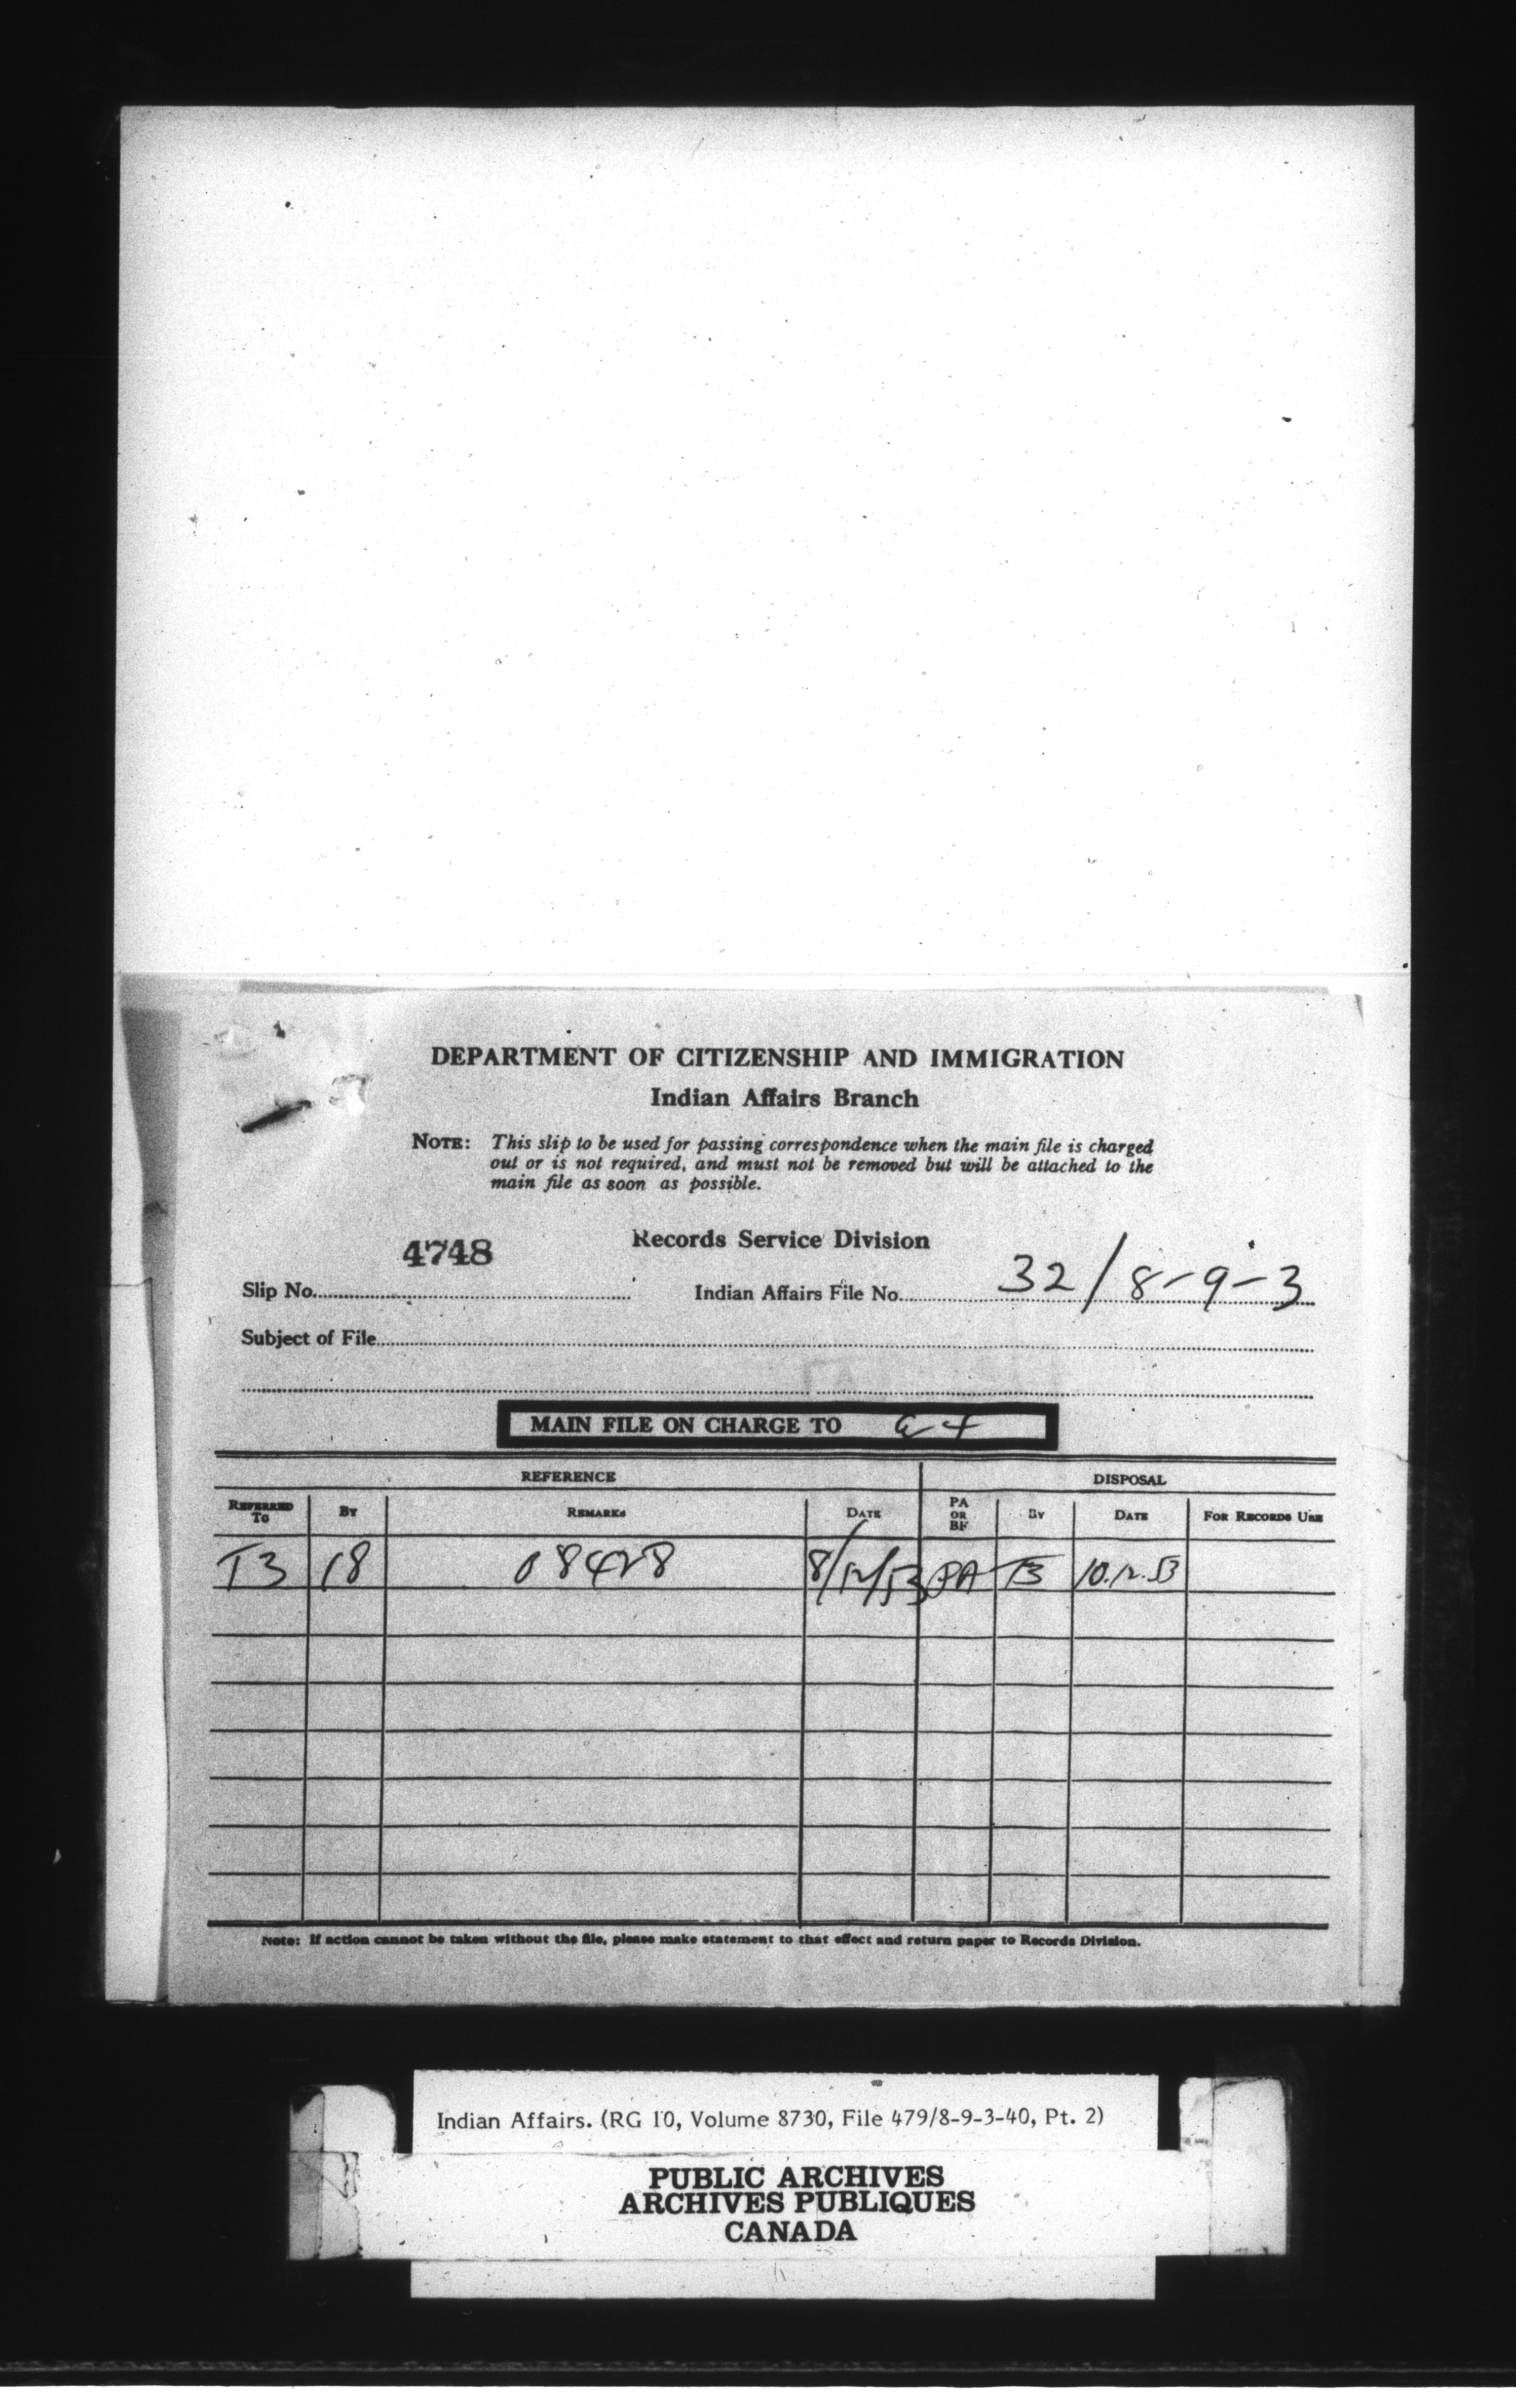 DEPARTMENT OF CITIZENSHIP AND IMMIGRATION
Indian Affairs Branch
NOTE: This slip to be used for passing correspondence when the main file is charged
out or is not required, and must not be removed but will be attached to the
main file as soon as possible.
Records Service Division
Slip No. 4748 Indian Affairs File No. 32/8-9-3
Subject of File
MAIN FILE ON CHARGE TO
REFERENCE DISPOSAL
REFERRED TO BY REMARKS DATE PA OR BF BY DATE FOR RECORDS USE
T3 18 08428 8/12/53 PA T3 10.12.53
Note: If action cannot be taken without the file, please make statement to that effect and return paper to Records Division.
Indian Affairs. (RG 10, Volume 8730, File 479/8-9-3-40, Pt. 2)
PUBLIC ARCHIVES
ARCHIVES PUBLIQUES
CANADA